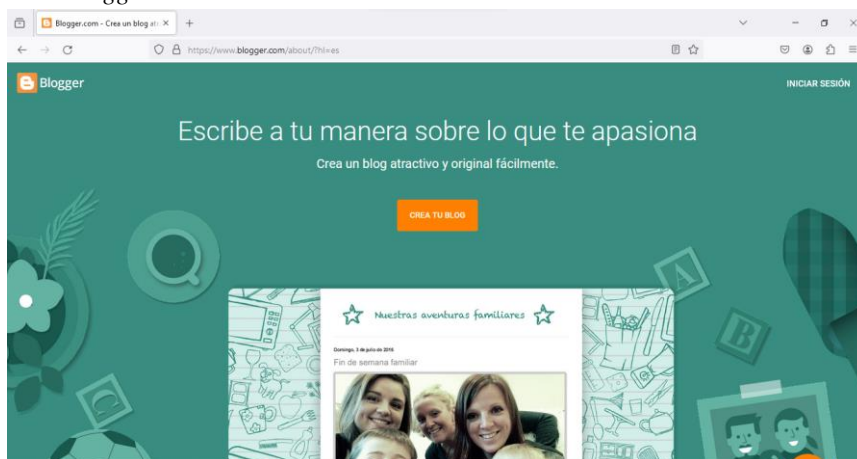 Blogger.com - Crea un blog atr
https://www.blogger.com/about/?hl=es
Blogger
INICIAR SESIÓN
Escribe a tu manera sobre lo que te apasiona
Crea un blog atractivo y original fácilmente.
CREA TU BLOG
Nuestras aventuras familiares
Domingo, 3 de julio de 2016
Fin de semana familiar
A
B
C